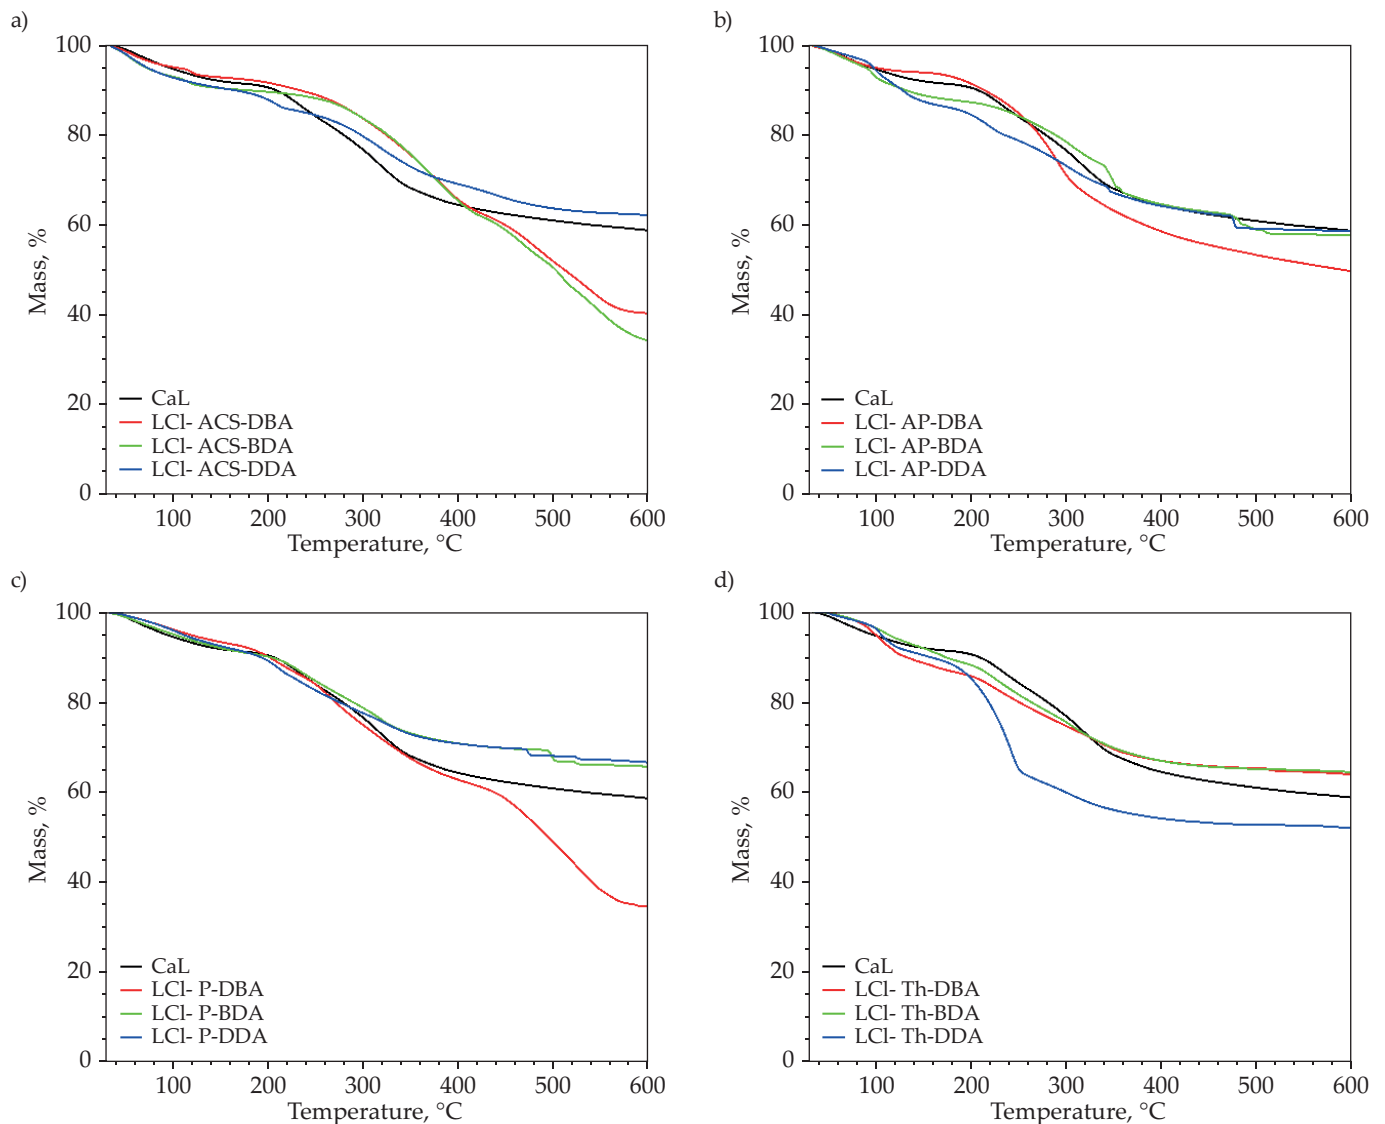 a)
100
80
60
40
20
0
Mass, %
CaL
LCl- ACS-DBA
LCl- ACS-BDA
LCl- ACS-DDA
100 200 300 400 500 600
Temperature, °C
b)
100
80
60
40
20
0
Mass, %
CaL
LCl- AP-DBA
LCl- AP-BDA
LCl- AP-DDA
100 200 300 400 500 600
Temperature, °C
c)
100
80
60
40
20
0
Mass, %
CaL
LCl- P-DBA
LCl- P-BDA
LCl- P-DDA
100 200 300 400 500 600
Temperature, °C
d)
100
80
60
40
20
0
Mass, %
CaL
LCl- Th-DBA
LCl- Th-BDA
LCl- Th-DDA
100 200 300 400 500 600
Temperature, °C